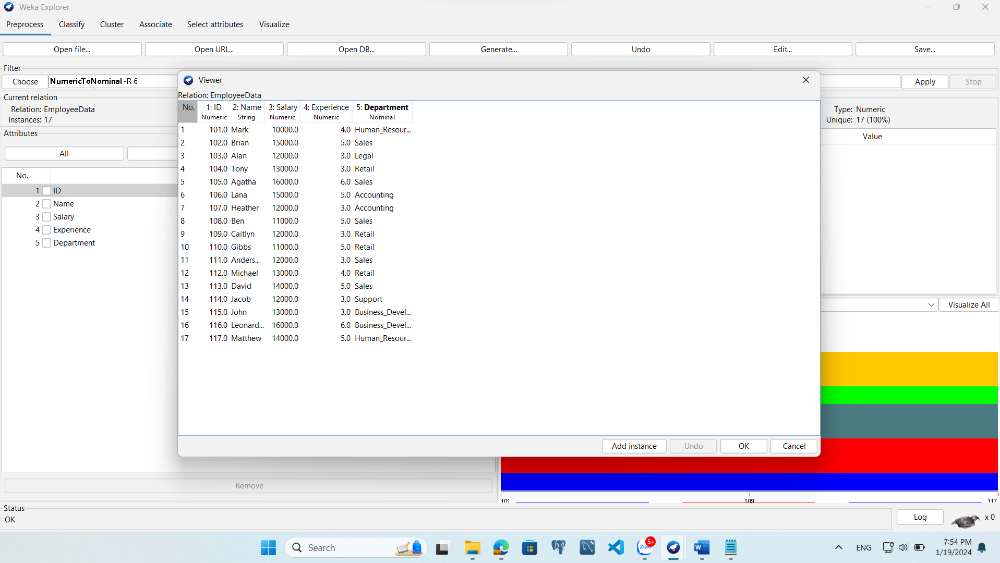 Weka Explorer
Preprocess Classify Cluster Associate Select attributes Visualize
Open file... Open URL... Open DB... Generate... Undo Edit... Save...
Filter
Choose NumericToNominal -R 6 Apply Stop
Current relation
Relation: EmployeeData
Instances: 17
Type: Numeric
Unique: 17 (100%)
Attributes
All
No.
1 ID
2 Name
3 Salary
4 Experience
5 Department
Remove
Value
Visualize All
Viewer
Relation: EmployeeData
No. 1: ID 2: Name 3: Salary 4: Experience 5: Department
Numeric String Numeric Numeric Nominal
1 101.0 Mark 10000.0 4.0 Human_Resour...
2 102.0 Brian 15000.0 5.0 Sales
3 103.0 Alan 12000.0 3.0 Legal
4 104.0 Tony 13000.0 3.0 Retail
5 105.0 Agatha 16000.0 6.0 Sales
6 106.0 Lana 15000.0 5.0 Accounting
7 107.0 Heather 12000.0 3.0 Accounting
8 108.0 Ben 11000.0 5.0 Sales
9 109.0 Caitlyn 12000.0 3.0 Retail
10 110.0 Gibbs 11000.0 5.0 Retail
11 111.0 Anders... 12000.0 3.0 Sales
12 112.0 Michael 13000.0 4.0 Retail
13 113.0 David 14000.0 5.0 Sales
14 114.0 Jacob 12000.0 3.0 Support
15 115.0 John 13000.0 3.0 Business_Devel...
16 116.0 Leonard... 16000.0 6.0 Business_Devel...
17 117.0 Matthew 14000.0 5.0 Human_Resour...
Add instance Undo OK Cancel
101 109 117
Status
OK
Log x 0
Search
Zalo 5+
ENG
7:54 PM
1/19/2024